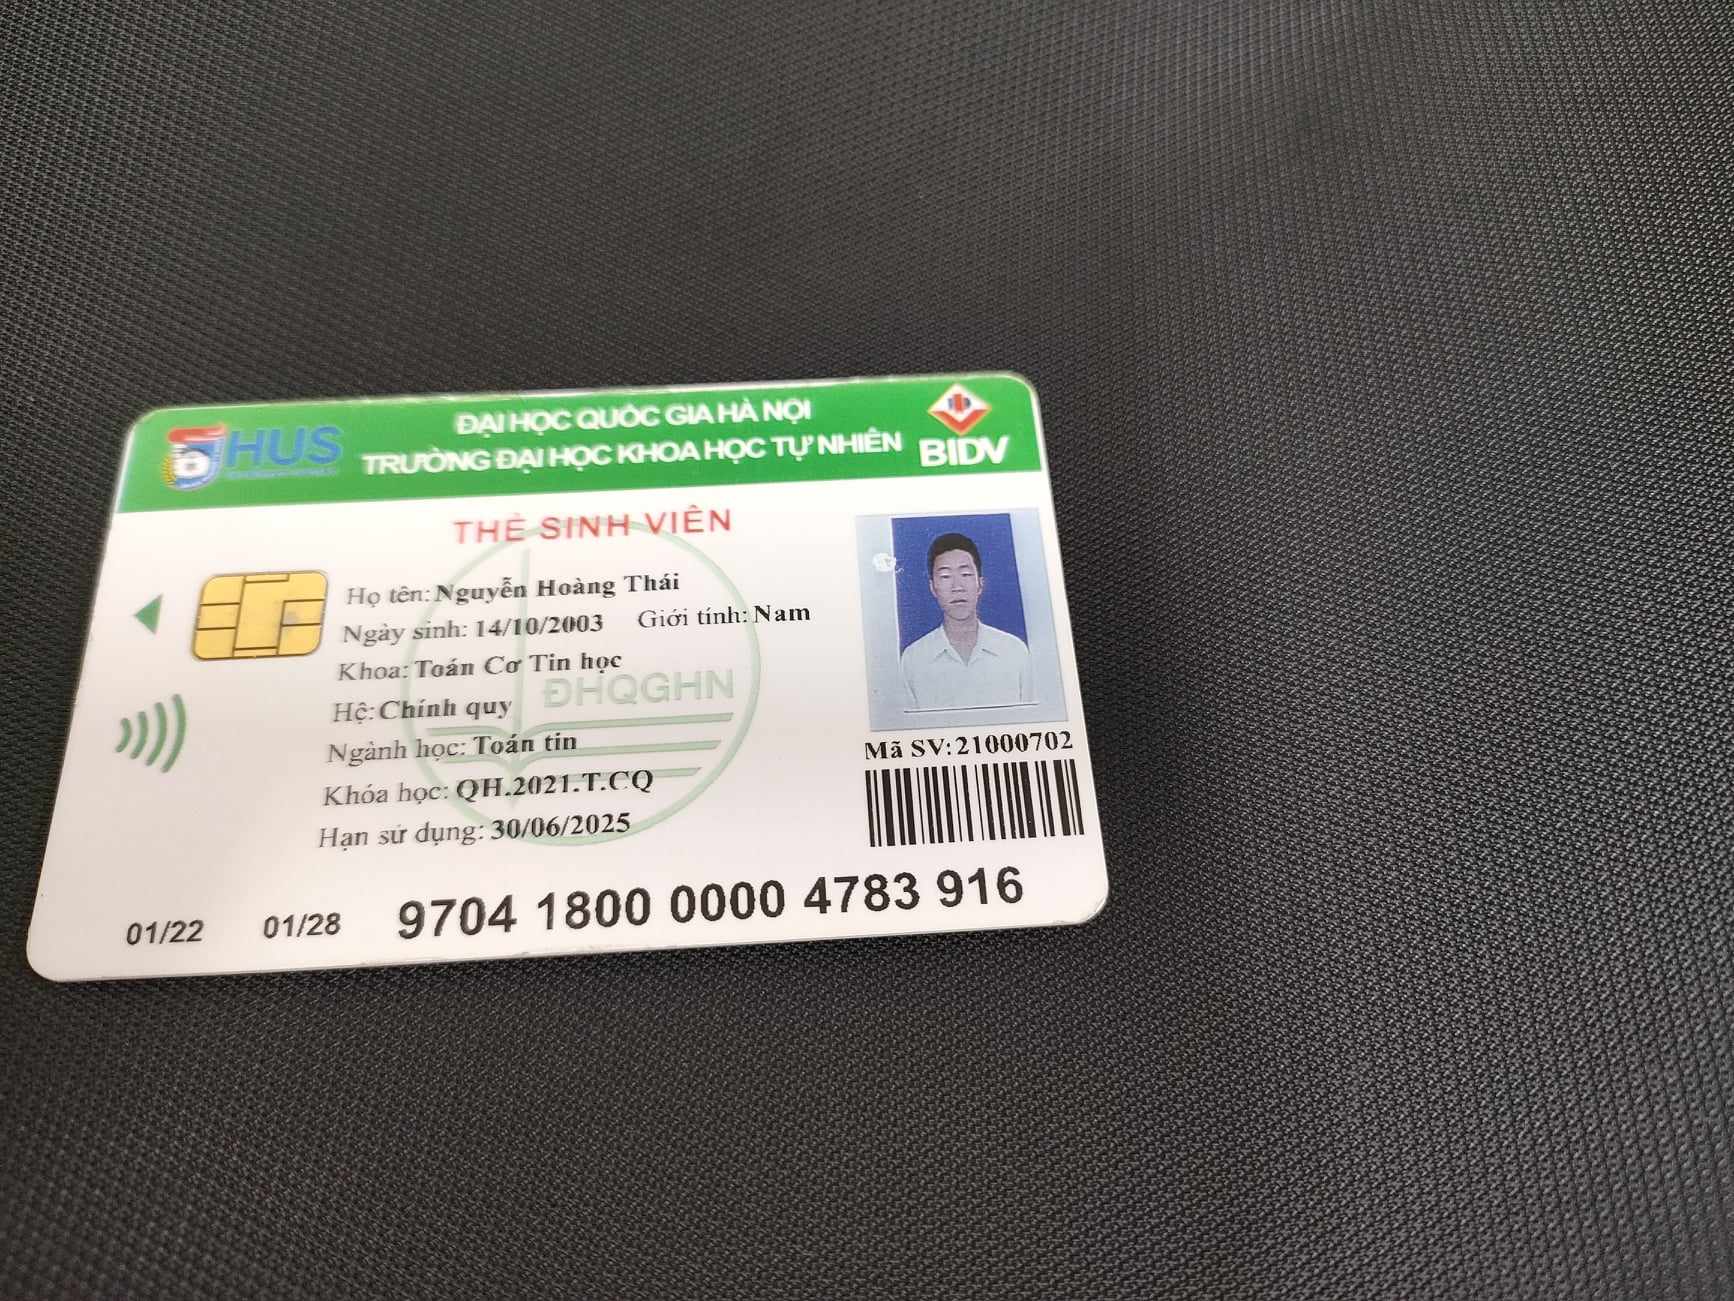 HUS
ĐẠI HỌC QUỐC GIA HÀ NỘI
TRƯỜNG ĐẠI HỌC KHOA HỌC TỰ NHIÊN
BIDV
THẺ SINH VIÊN
Họ tên: Nguyễn Hoàng Thái
Ngày sinh: 14/10/2003 Giới tính: Nam
Khoa: Toán Cơ Tin học
ĐHQGHN
Hệ: Chính quy
Ngành học: Toán tin
Mã SV: 21000702
Khóa học: QH.2021.T.CQ
Hạn sử dụng: 30/06/2025
01/22 01/28 9704 1800 0000 4783 916